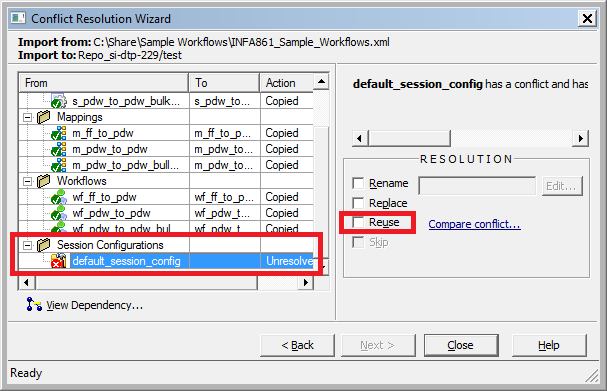 Conflict Resolution Wizard
Import from: C:\Share\Sample Workflows\INFA861_Sample_Workflows.xml
Import to: Repo_si-dtp-229/test
From To Action
s_pdw_to_pdw_bulk... s_pdw_to... Copied
Mappings
m_ff_to_pdw m_ff_to_p... Copied
m_pdw_to_pdw m_pdw_to... Copied
m_pdw_to_pdw_bull... m_pdw_to... Copied
Workflows
wf_ff_to_pdw wf_ff_to_p... Copied
wf_pdw_to_pdw wf_pdw_t... Copied
wf_pdw_to_pdw_bul wf_pdw_t Copied
Session Configurations
default_session_config Unresolve
View Dependency...
default_session_config has a conflict and has
RESOLUTION
Rename Edit...
Replace
Reuse Compare conflict...
Skip
< Back Next > Close Help
Ready